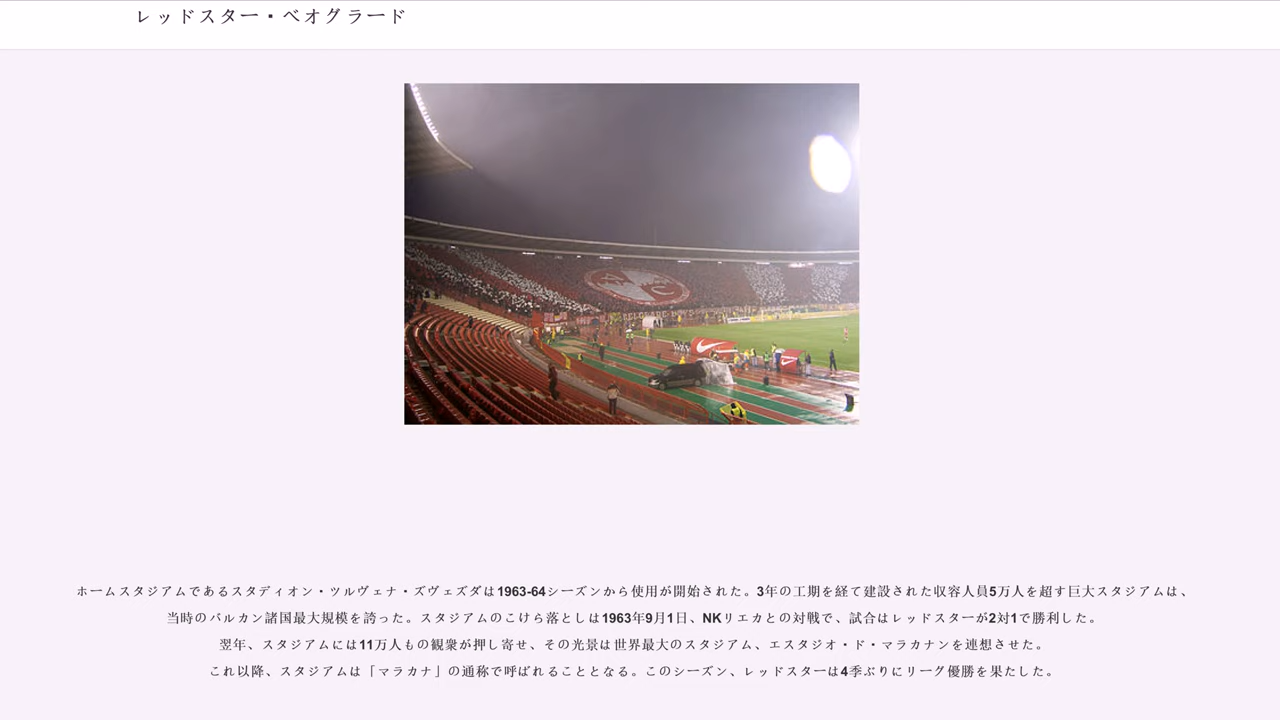 レッドスター・ベオグラード
ホームスタジアムであるスタディオン・ツルヴェナ・ズヴェズダは1963-64シーズンから使用が開始された。3年の工期を経て建設された収容人員5万人を超す巨大スタジアムは、
当時のバルカン諸国最大規模を誇った。スタジアムのこけら落としは1963年9月1日、NKリエカとの対戦で、試合はレッドスターが2対1で勝利した。
翌年、スタジアムには11万人もの観衆が押し寄せ、その光景は世界最大のスタジアム、エスタジオ・ド・マラカナンを連想させた。
これ以降、スタジアムは「マラカナ」の通称で呼ばれることとなる。このシーズン、レッドスターは4季ぶりにリーグ優勝を果たした。